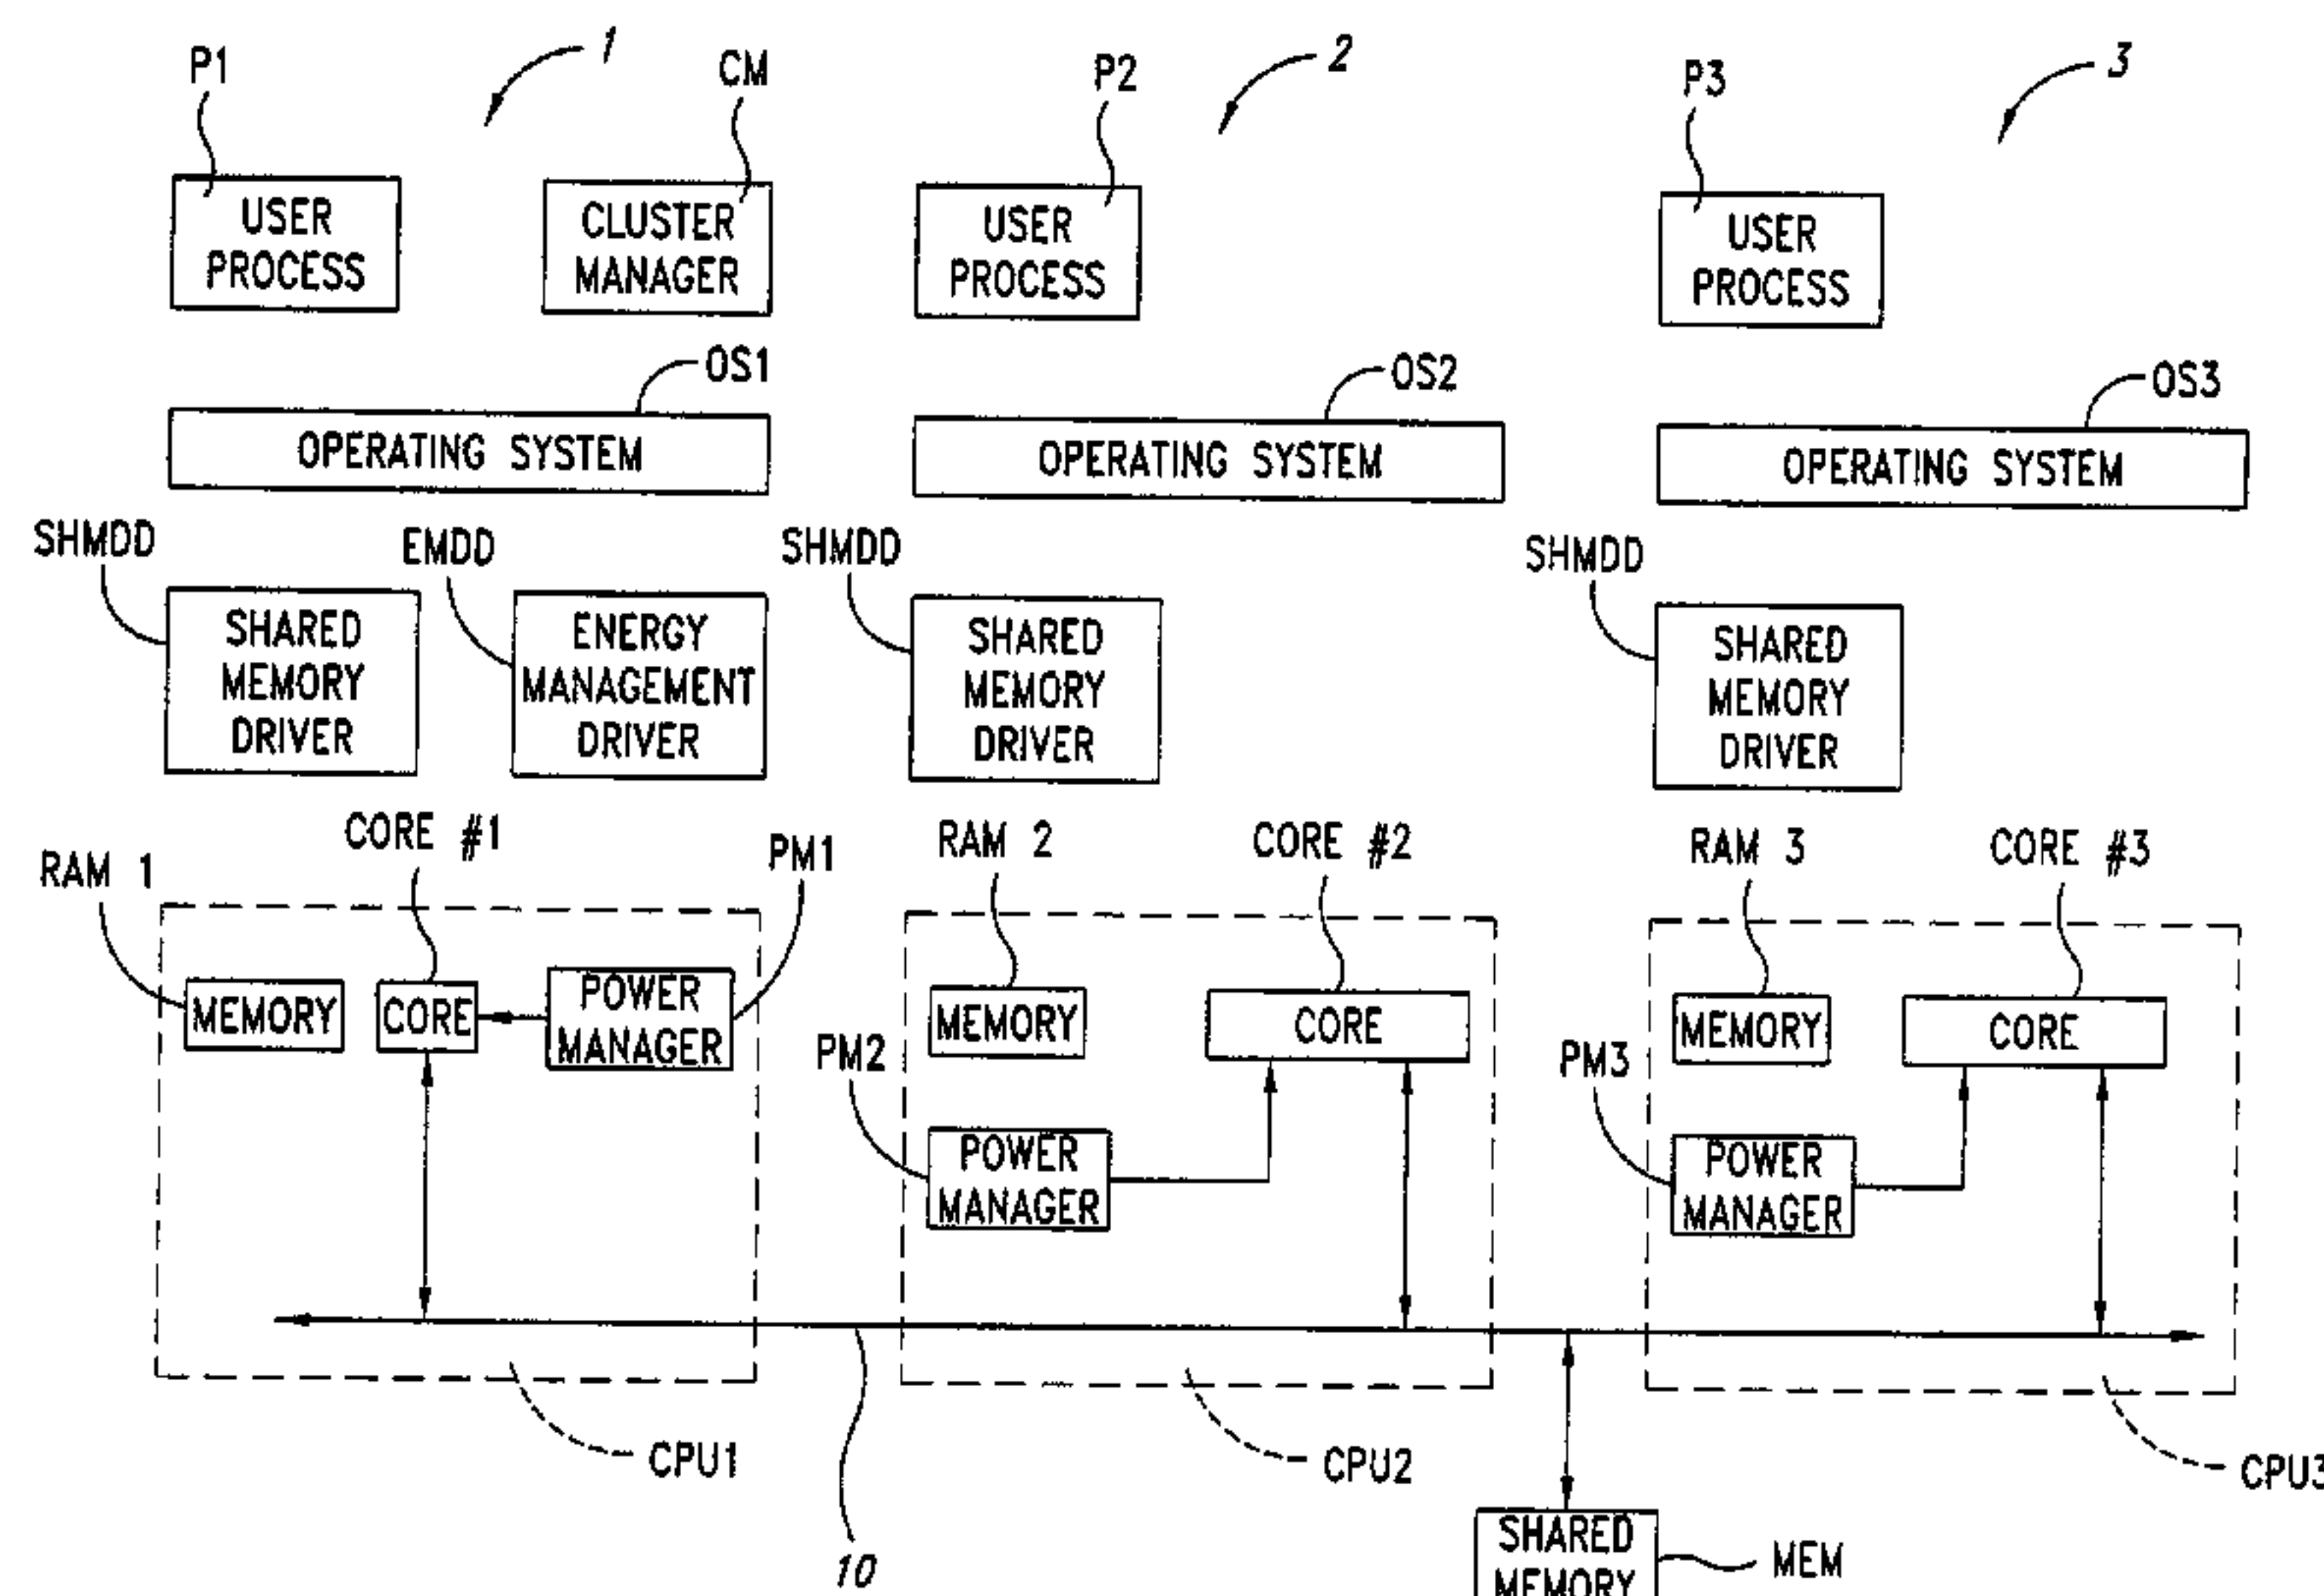 P1
1
CM
P2
2
P3
3
USER
PROCESS
CLUSTER
MANAGER
USER
PROCESS
USER
PROCESS
OS1
OS2
OS3
OPERATING SYSTEM
OPERATING SYSTEM
OPERATING SYSTEM
SHMDD
EMDD
SHMDD
SHMDD
SHARED
MEMORY
DRIVER
ENERGY
MANAGEMENT
DRIVER
SHARED
MEMORY
DRIVER
SHARED
MEMORY
DRIVER
RAM 1
CORE #1
PM1
RAM 2
CORE #2
RAM 3
CORE #3
MEMORY
CORE
POWER
MANAGER
MEMORY
CORE
MEMORY
CORE
PM2
POWER
MANAGER
PM3
POWER
MANAGER
CPU1
10
CPU2
CPU3
SHARED
MEMORY
MEM